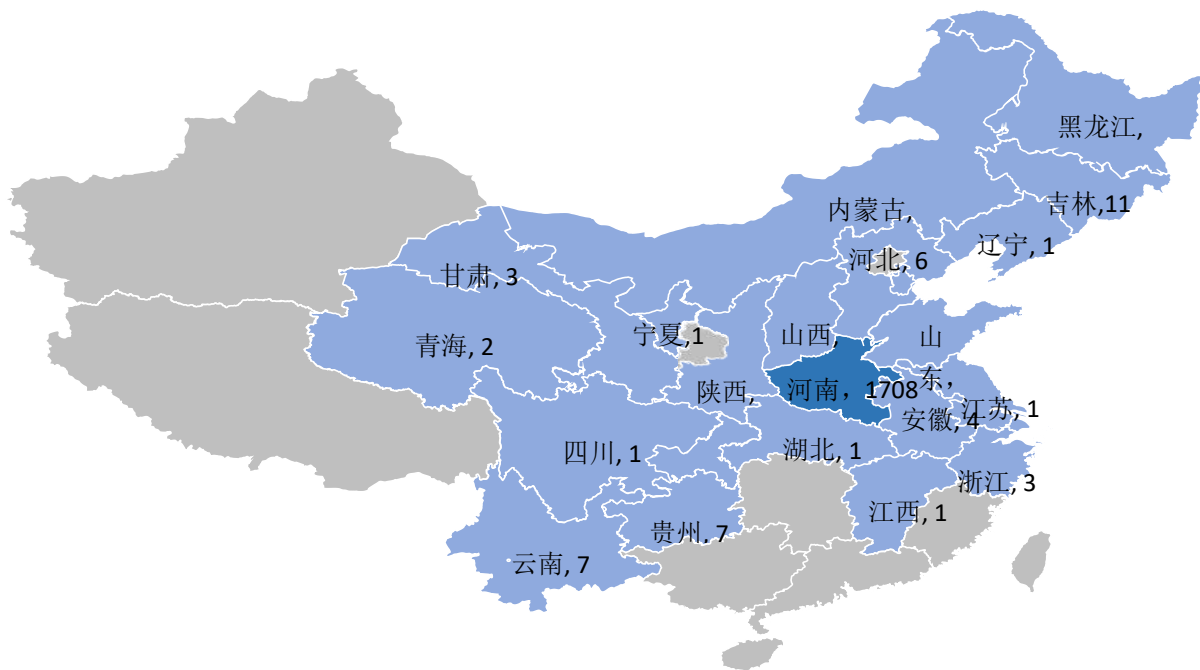 黑龙江,
吉林,11
内蒙古,
辽宁, 1
河北, 6
甘肃, 3
宁夏,1
山西,
山
东，
青海, 2
陕西,
河南，1708
江苏, 1
安徽, 4
四川, 1
湖北, 1
浙江, 3
江西, 1
贵州, 7
云南, 7